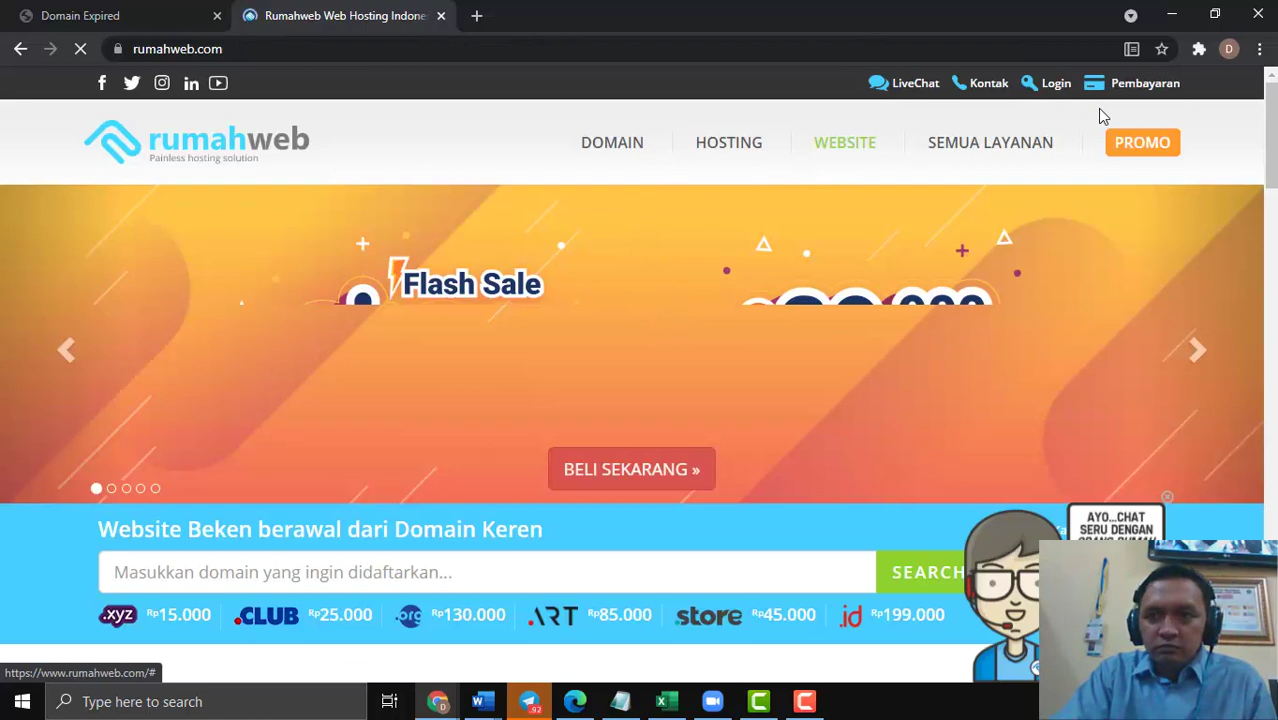 Domain Expired
Rumahweb Web Hosting Indone
rumahweb.com
D
LiveChat
Kontak
Login
Pembayaran
rumahweb
Painless hosting solution
DOMAIN
HOSTING
WEBSITE
SEMUA LAYANAN
PROMO
Flash Sale
BELI SEKARANG »
Website Beken berawal dari Domain Keren
AYO...CHAT
SERU DENGAN
Masukkan domain yang ingin didaftarkan...
SEARCH
.xyz Rp15.000
.CLUB Rp25.000
.org Rp130.000
.ART Rp85.000
.store Rp45.000
.id Rp199.000
https://www.rumahweb.com/#
Type here to search
92